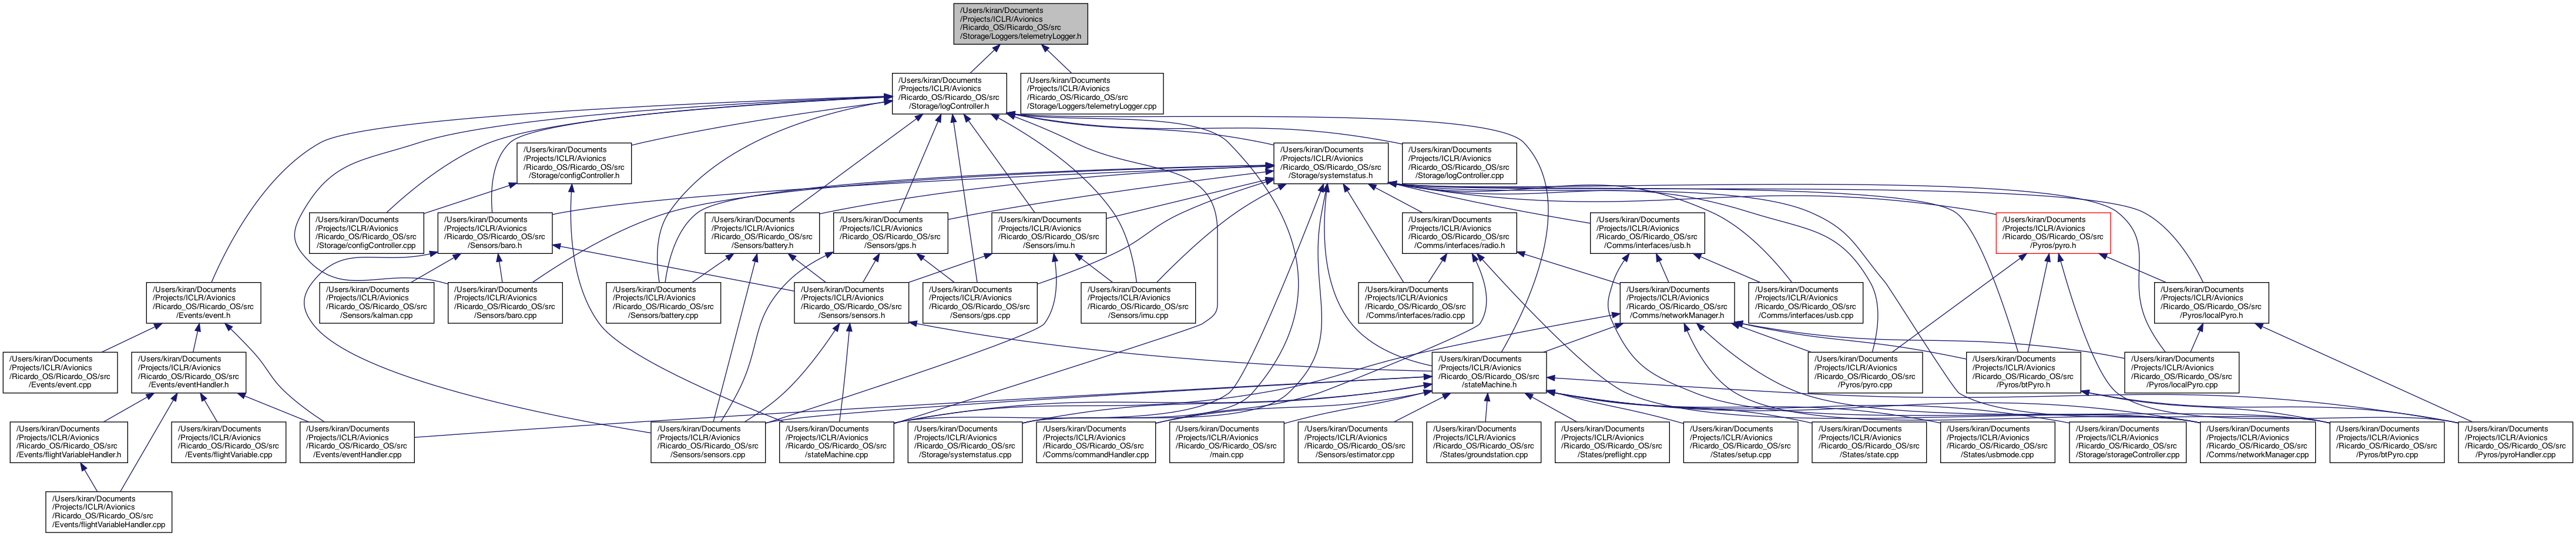 /Users/kiran/Documents
/Projects/ICLR/Avionics
/Ricardo_OS/Ricardo_OS/src
/Storage/Loggers/telemetryLogger.h
/Users/kiran/Documents
/Projects/ICLR/Avionics
/Ricardo_OS/Ricardo_OS/src
/Storage/logController.h
/Users/kiran/Documents
/Projects/ICLR/Avionics
/Ricardo_OS/Ricardo_OS/src
/Storage/Loggers/telemetryLogger.cpp
/Users/kiran/Documents
/Projects/ICLR/Avionics
/Ricardo_OS/Ricardo_OS/src
/Storage/configController.h
/Users/kiran/Documents
/Projects/ICLR/Avionics
/Ricardo_OS/Ricardo_OS/src
/Storage/systemstatus.h
/Users/kiran/Documents
/Projects/ICLR/Avionics
/Ricardo_OS/Ricardo_OS/src
/Storage/logController.cpp
/Users/kiran/Documents
/Projects/ICLR/Avionics
/Ricardo_OS/Ricardo_OS/src
/Storage/configController.cpp
/Users/kiran/Documents
/Projects/ICLR/Avionics
/Ricardo_OS/Ricardo_OS/src
/Sensors/baro.h
/Users/kiran/Documents
/Projects/ICLR/Avionics
/Ricardo_OS/Ricardo_OS/src
/Sensors/battery.h
/Users/kiran/Documents
/Projects/ICLR/Avionics
/Ricardo_OS/Ricardo_OS/src
/Sensors/gps.h
/Users/kiran/Documents
/Projects/ICLR/Avionics
/Ricardo_OS/Ricardo_OS/src
/Sensors/imu.h
/Users/kiran/Documents
/Projects/ICLR/Avionics
/Ricardo_OS/Ricardo_OS/src
/Comms/interfaces/radio.h
/Users/kiran/Documents
/Projects/ICLR/Avionics
/Ricardo_OS/Ricardo_OS/src
/Comms/interfaces/usb.h
/Users/kiran/Documents
/Projects/ICLR/Avionics
/Ricardo_OS/Ricardo_OS/src
/Pyros/pyro.h
/Users/kiran/Documents
/Projects/ICLR/Avionics
/Ricardo_OS/Ricardo_OS/src
/Events/event.h
/Users/kiran/Documents
/Projects/ICLR/Avionics
/Ricardo_OS/Ricardo_OS/src
/Sensors/kalman.cpp
/Users/kiran/Documents
/Projects/ICLR/Avionics
/Ricardo_OS/Ricardo_OS/src
/Sensors/baro.cpp
/Users/kiran/Documents
/Projects/ICLR/Avionics
/Ricardo_OS/Ricardo_OS/src
/Sensors/battery.cpp
/Users/kiran/Documents
/Projects/ICLR/Avionics
/Ricardo_OS/Ricardo_OS/src
/Sensors/sensors.h
/Users/kiran/Documents
/Projects/ICLR/Avionics
/Ricardo_OS/Ricardo_OS/src
/Sensors/gps.cpp
/Users/kiran/Documents
/Projects/ICLR/Avionics
/Ricardo_OS/Ricardo_OS/src
/Sensors/imu.cpp
/Users/kiran/Documents
/Projects/ICLR/Avionics
/Ricardo_OS/Ricardo_OS/src
/Comms/interfaces/radio.cpp
/Users/kiran/Documents
/Projects/ICLR/Avionics
/Ricardo_OS/Ricardo_OS/src
/Comms/networkManager.h
/Users/kiran/Documents
/Projects/ICLR/Avionics
/Ricardo_OS/Ricardo_OS/src
/Comms/interfaces/usb.cpp
/Users/kiran/Documents
/Projects/ICLR/Avionics
/Ricardo_OS/Ricardo_OS/src
/Pyros/localPyro.h
/Users/kiran/Documents
/Projects/ICLR/Avionics
/Ricardo_OS/Ricardo_OS/src
/Events/event.cpp
/Users/kiran/Documents
/Projects/ICLR/Avionics
/Ricardo_OS/Ricardo_OS/src
/Events/eventHandler.h
/Users/kiran/Documents
/Projects/ICLR/Avionics
/Ricardo_OS/Ricardo_OS/src
/stateMachine.h
/Users/kiran/Documents
/Projects/ICLR/Avionics
/Ricardo_OS/Ricardo_OS/src
/Pyros/pyro.cpp
/Users/kiran/Documents
/Projects/ICLR/Avionics
/Ricardo_OS/Ricardo_OS/src
/Pyros/btPyro.h
/Users/kiran/Documents
/Projects/ICLR/Avionics
/Ricardo_OS/Ricardo_OS/src
/Pyros/localPyro.cpp
/Users/kiran/Documents
/Projects/ICLR/Avionics
/Ricardo_OS/Ricardo_OS/src
/Events/flightVariableHandler.h
/Users/kiran/Documents
/Projects/ICLR/Avionics
/Ricardo_OS/Ricardo_OS/src
/Events/flightVariable.cpp
/Users/kiran/Documents
/Projects/ICLR/Avionics
/Ricardo_OS/Ricardo_OS/src
/Events/eventHandler.cpp
/Users/kiran/Documents
/Projects/ICLR/Avionics
/Ricardo_OS/Ricardo_OS/src
/Sensors/sensors.cpp
/Users/kiran/Documents
/Projects/ICLR/Avionics
/Ricardo_OS/Ricardo_OS/src
/stateMachine.cpp
/Users/kiran/Documents
/Projects/ICLR/Avionics
/Ricardo_OS/Ricardo_OS/src
/Storage/systemstatus.cpp
/Users/kiran/Documents
/Projects/ICLR/Avionics
/Ricardo_OS/Ricardo_OS/src
/Comms/commandHandler.cpp
/Users/kiran/Documents
/Projects/ICLR/Avionics
/Ricardo_OS/Ricardo_OS/src
/main.cpp
/Users/kiran/Documents
/Projects/ICLR/Avionics
/Ricardo_OS/Ricardo_OS/src
/Sensors/estimator.cpp
/Users/kiran/Documents
/Projects/ICLR/Avionics
/Ricardo_OS/Ricardo_OS/src
/States/groundstation.cpp
/Users/kiran/Documents
/Projects/ICLR/Avionics
/Ricardo_OS/Ricardo_OS/src
/States/preflight.cpp
/Users/kiran/Documents
/Projects/ICLR/Avionics
/Ricardo_OS/Ricardo_OS/src
/States/setup.cpp
/Users/kiran/Documents
/Projects/ICLR/Avionics
/Ricardo_OS/Ricardo_OS/src
/States/state.cpp
/Users/kiran/Documents
/Projects/ICLR/Avionics
/Ricardo_OS/Ricardo_OS/src
/States/usbmode.cpp
/Users/kiran/Documents
/Projects/ICLR/Avionics
/Ricardo_OS/Ricardo_OS/src
/Storage/storageController.cpp
/Users/kiran/Documents
/Projects/ICLR/Avionics
/Ricardo_OS/Ricardo_OS/src
/Comms/networkManager.cpp
/Users/kiran/Documents
/Projects/ICLR/Avionics
/Ricardo_OS/Ricardo_OS/src
/Pyros/btPyro.cpp
/Users/kiran/Documents
/Projects/ICLR/Avionics
/Ricardo_OS/Ricardo_OS/src
/Pyros/pyroHandler.cpp
/Users/kiran/Documents
/Projects/ICLR/Avionics
/Ricardo_OS/Ricardo_OS/src
/Events/flightVariableHandler.cpp